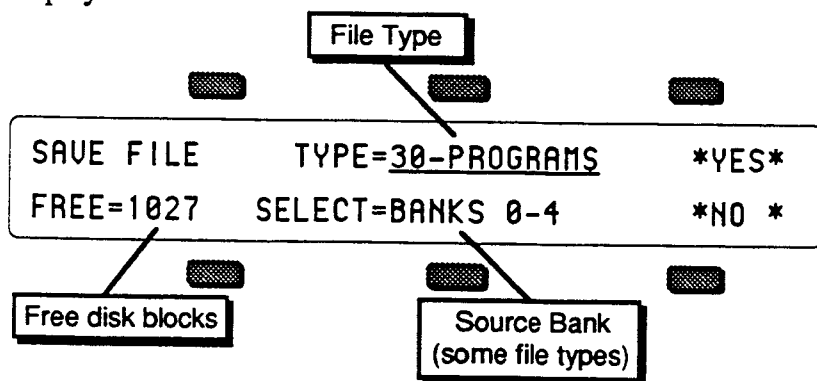 File Type
SAVE FILE TYPE=30-PROGRAMS *YES*
FREE=1027 SELECT=BANKS 0-4 *NO *
Free disk blocks
Source Bank
(some file types)